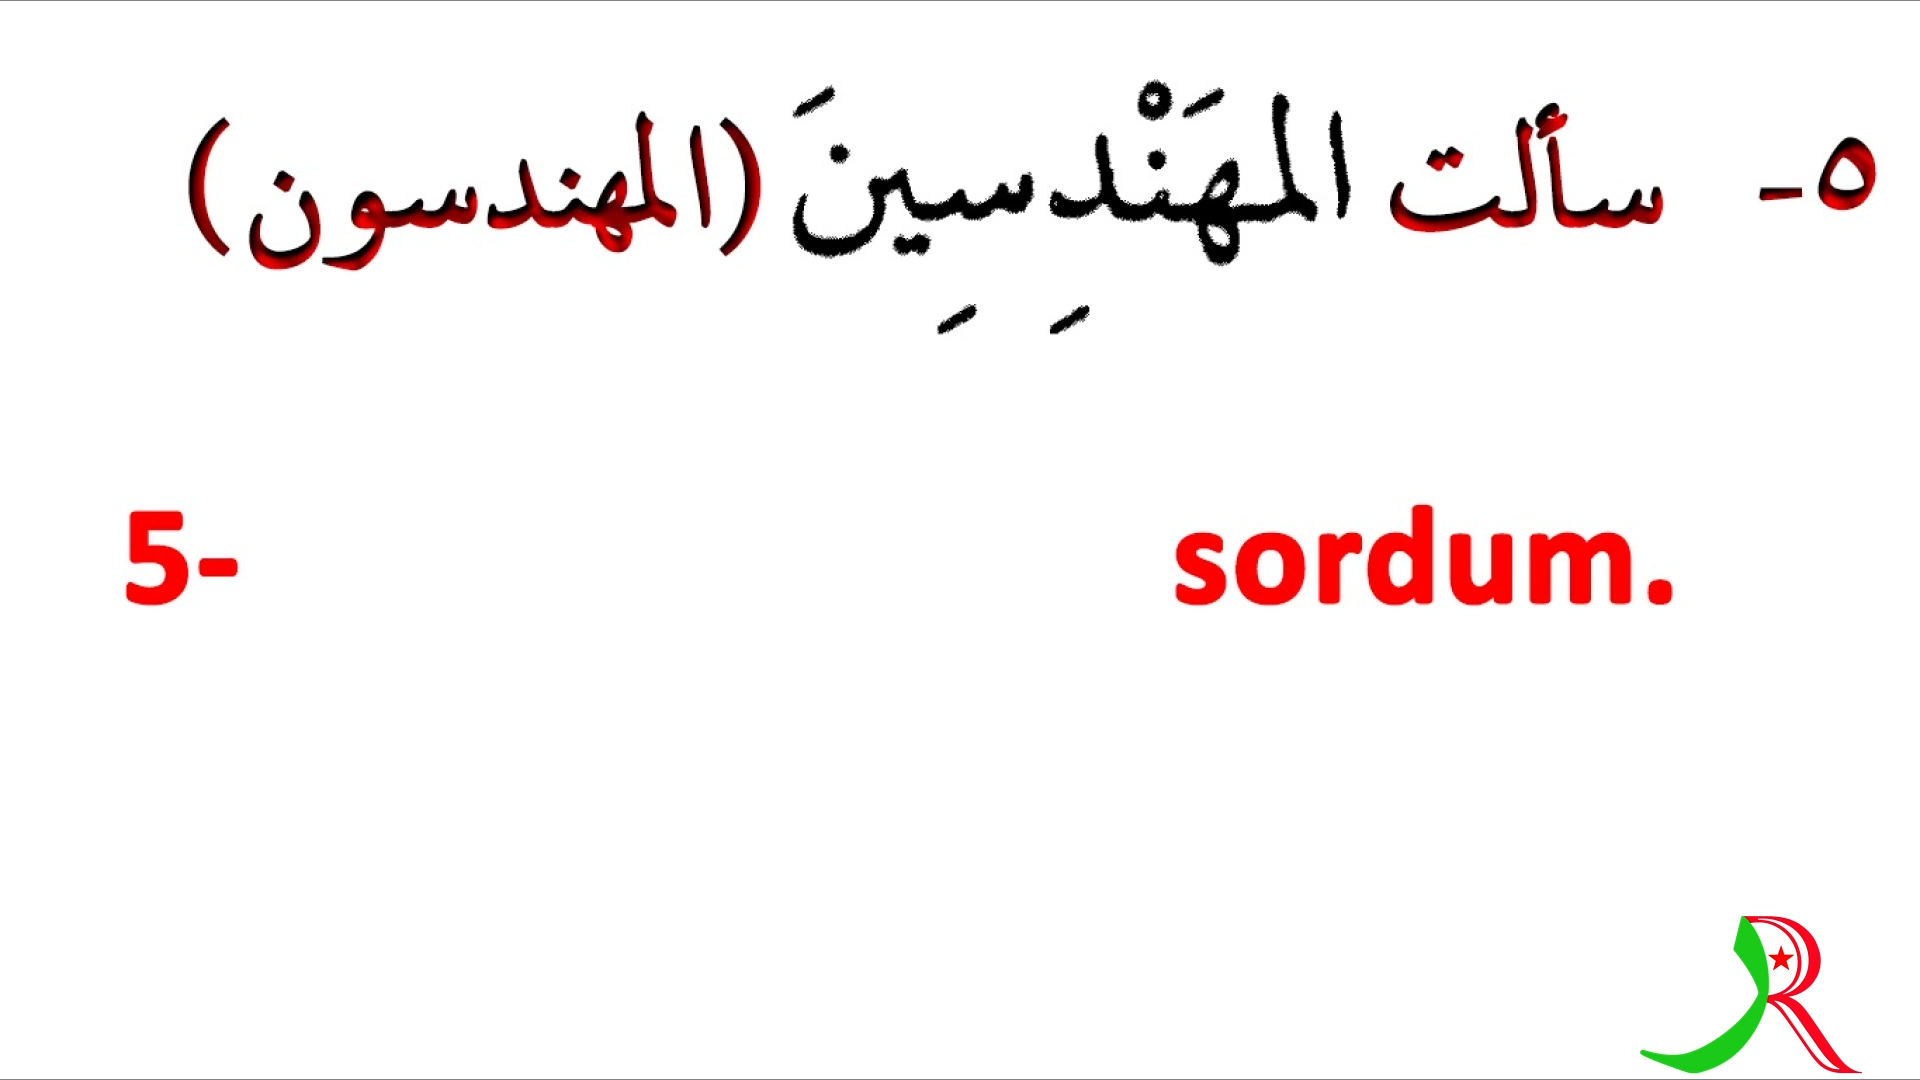 ٥- سألت المهَنْدِسِينَ (المهندسون)
5- sordum.